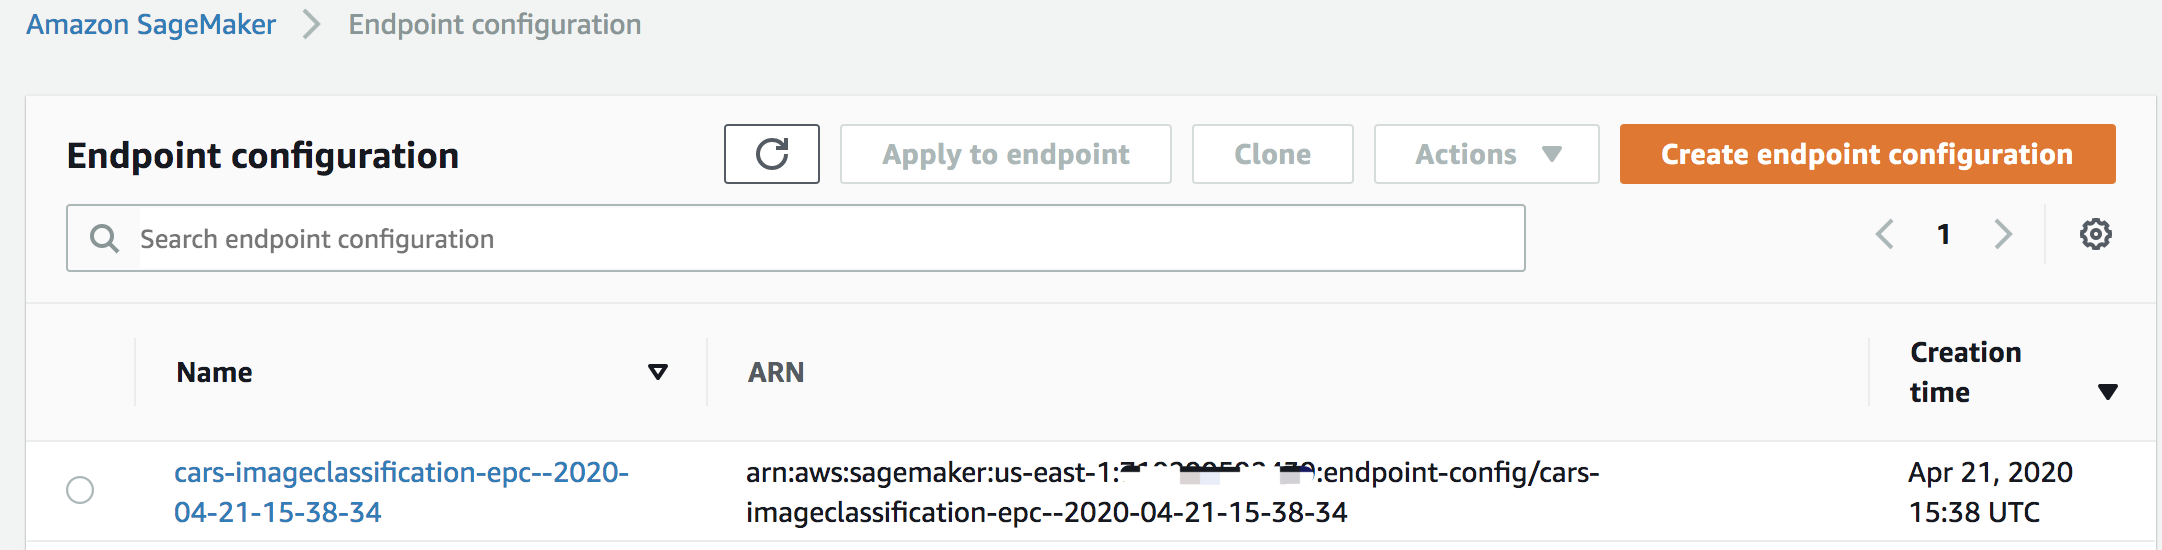 Amazon SageMaker > Endpoint configuration
Endpoint configuration
Apply to endpoint
Clone
Actions
Create endpoint configuration
Search endpoint configuration
1
Name
ARN
Creation
time
cars-imageclassification-epc--2020-
04-21-15-38-34
arn:aws:sagemaker:us-east-1: :endpoint-config/cars-
imageclassification-epc--2020-04-21-15-38-34
Apr 21, 2020
15:38 UTC